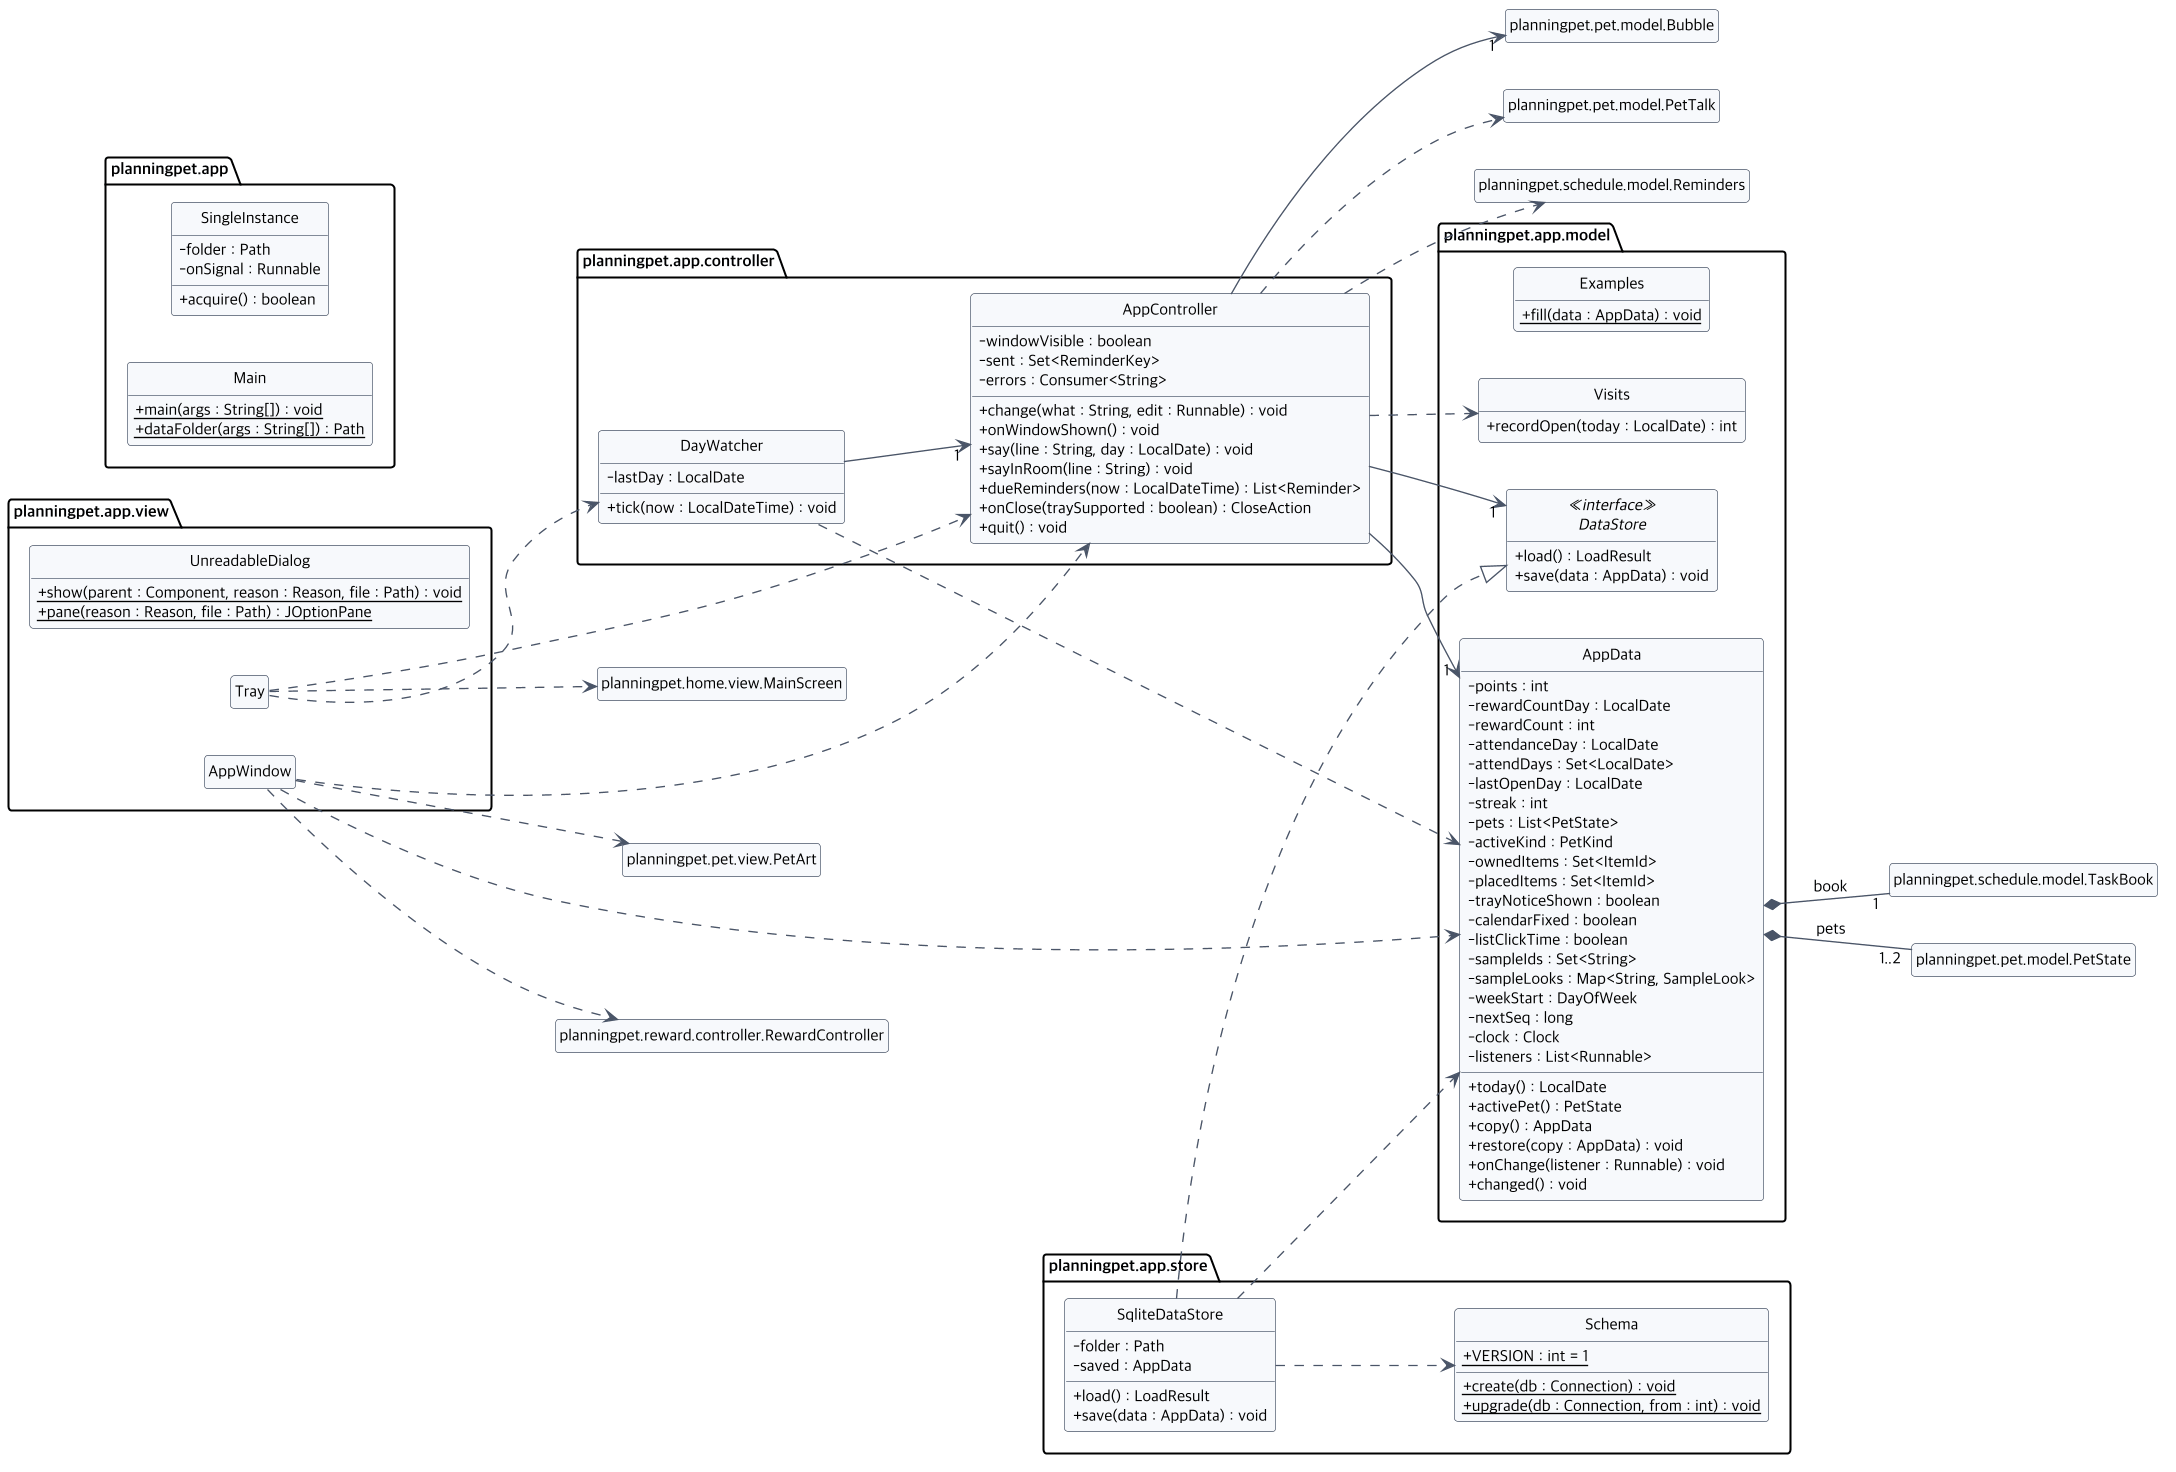 planningpet.pet.model.Bubble
1
planningpet.pet.model.PetTalk
planningpet.schedule.model.Reminders
planningpet.app
SingleInstance
-folder : Path
-onSignal : Runnable
+acquire() : boolean
Main
+main(args : String[]) : void
+dataFolder(args : String[]) : Path
planningpet.app.view
UnreadableDialog
+show(parent : Component, reason : Reason, file : Path) : void
+pane(reason : Reason, file : Path) : JOptionPane
Tray
AppWindow
planningpet.app.controller
DayWatcher
-lastDay : LocalDate
+tick(now : LocalDateTime) : void
1
AppController
-windowVisible : boolean
-sent : Set<ReminderKey>
-errors : Consumer<String>
+change(what : String, edit : Runnable) : void
+onWindowShown() : void
+say(line : String, day : LocalDate) : void
+sayInRoom(line : String) : void
+dueReminders(now : LocalDateTime) : List<Reminder>
+onClose(traySupported : boolean) : CloseAction
+quit() : void
planningpet.home.view.MainScreen
planningpet.pet.view.PetArt
planningpet.reward.controller.RewardController
planningpet.app.model
Examples
+fill(data : AppData) : void
Visits
+recordOpen(today : LocalDate) : int
1
≪interface≫
DataStore
+load() : LoadResult
+save(data : AppData) : void
1
AppData
-points : int
-rewardCountDay : LocalDate
-rewardCount : int
-attendanceDay : LocalDate
-attendDays : Set<LocalDate>
-lastOpenDay : LocalDate
-streak : int
-pets : List<PetState>
-activeKind : PetKind
-ownedItems : Set<ItemId>
-placedItems : Set<ItemId>
-trayNoticeShown : boolean
-calendarFixed : boolean
-listClickTime : boolean
-sampleIds : Set<String>
-sampleLooks : Map<String, SampleLook>
-weekStart : DayOfWeek
-nextSeq : long
-clock : Clock
-listeners : List<Runnable>
+today() : LocalDate
+activePet() : PetState
+copy() : AppData
+restore(copy : AppData) : void
+onChange(listener : Runnable) : void
+changed() : void
book
1
planningpet.schedule.model.TaskBook
pets
1..2
planningpet.pet.model.PetState
planningpet.app.store
SqliteDataStore
-folder : Path
-saved : AppData
+load() : LoadResult
+save(data : AppData) : void
Schema
+VERSION : int = 1
+create(db : Connection) : void
+upgrade(db : Connection, from : int) : void